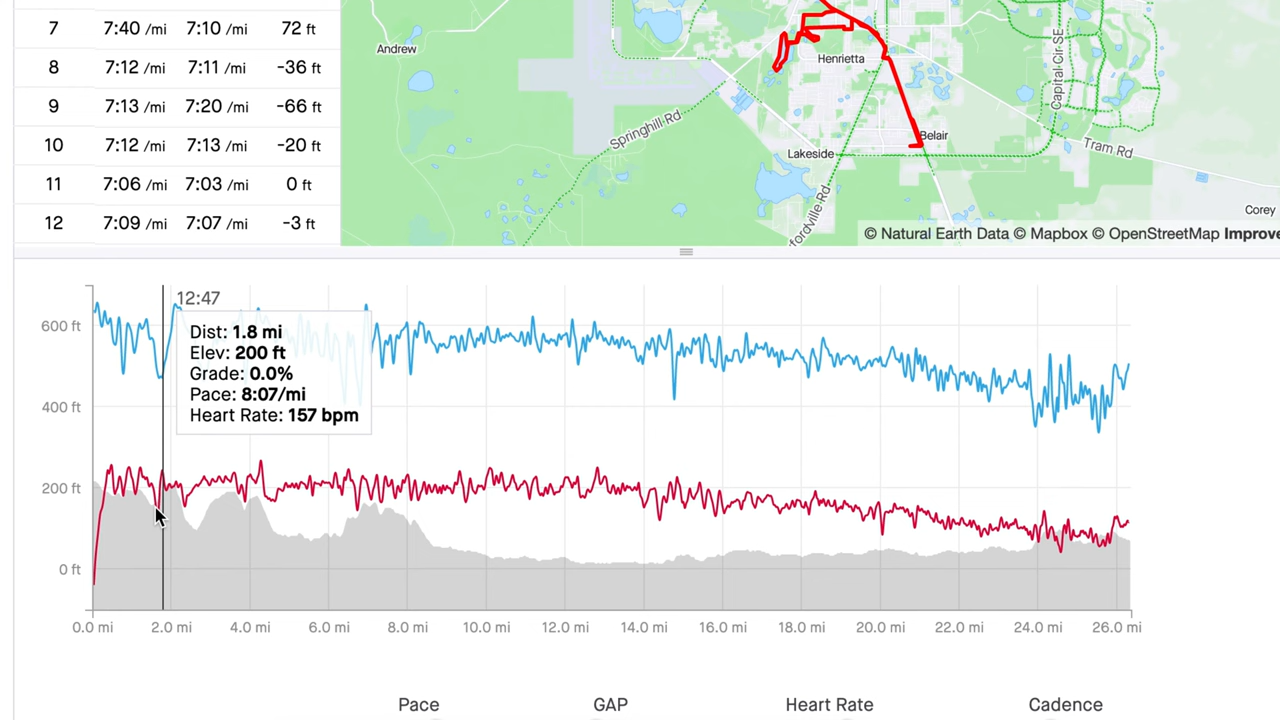 7 7:40 /mi 7:10 /mi 72 ft
8 7:12 /mi 7:11 /mi -36 ft
9 7:13 /mi 7:20 /mi -66 ft
10 7:12 /mi 7:13 /mi -20 ft
11 7:06 /mi 7:03 /mi 0 ft
12 7:09 /mi 7:07 /mi -3 ft
Andrew
Henrietta
Capital Cir SE
Springhill Rd
Belair
Lakeside
Tram Rd
fordville Rd
Corey
© Natural Earth Data © Mapbox © OpenStreetMap Improve
12:47
Dist: 1.8 mi
Elev: 200 ft
Grade: 0.0%
Pace: 8:07/mi
Heart Rate: 157 bpm
600 ft
400 ft
200 ft
0 ft
0.0 mi 2.0 mi 4.0 mi 6.0 mi 8.0 mi 10.0 mi 12.0 mi 14.0 mi 16.0 mi 18.0 mi 20.0 mi 22.0 mi 24.0 mi 26.0 mi
Pace GAP Heart Rate Cadence